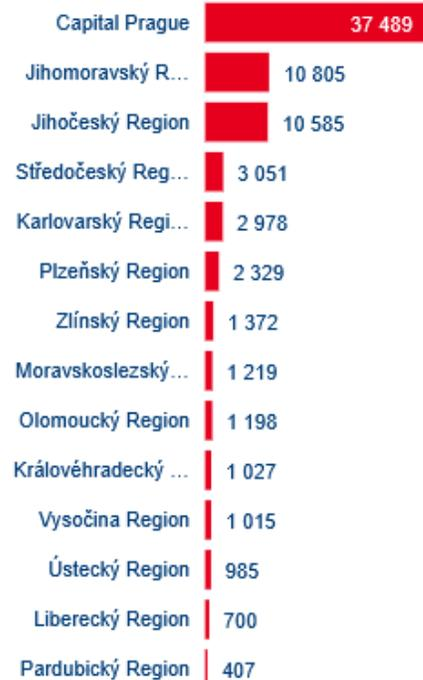 Capital Prague 37 489
Jihomoravský R... 10 805
Jihočeský Region 10 585
Středočeský Reg... 3 051
Karlovarský Regi... 2 978
Plzeňský Region 2 329
Zlínský Region 1 372
Moravskoslezský... 1 219
Olomoucký Region 1 198
Královéhradecký ... 1 027
Vysočina Region 1 015
Ústecký Region 985
Liberecký Region 700
Pardubický Region 407